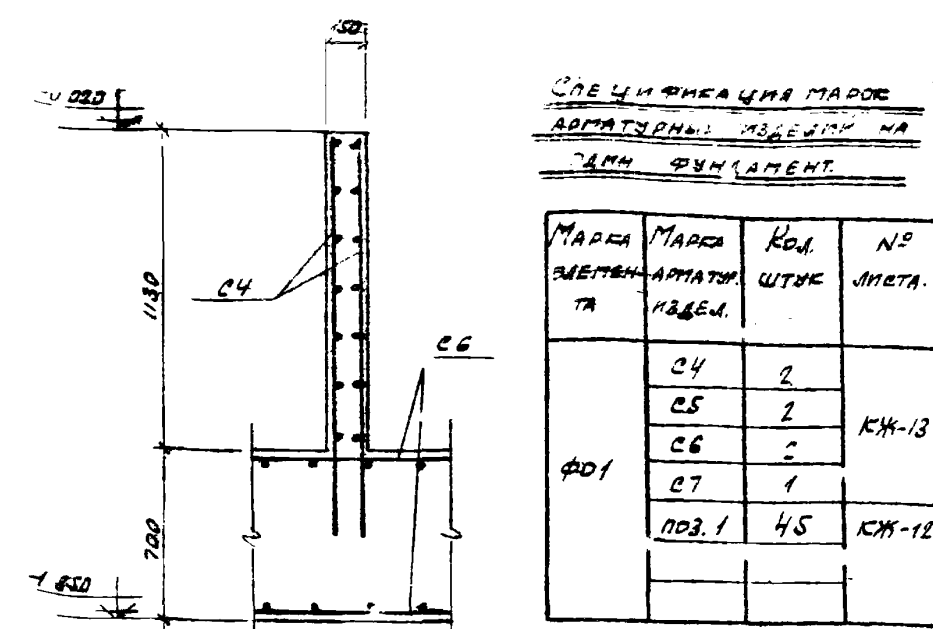 150
0.020
1130
С4
С6
700
-1.850
Спецификация марок
арматурных изделий на
один фундамент.
Марка элемен-та
Марка арматур. издел.
Кол. штук
№ листа.
ФО1
С4 2
С5 2
КЖ-13
С6
С7 1
поз. 1 45 КЖ-12